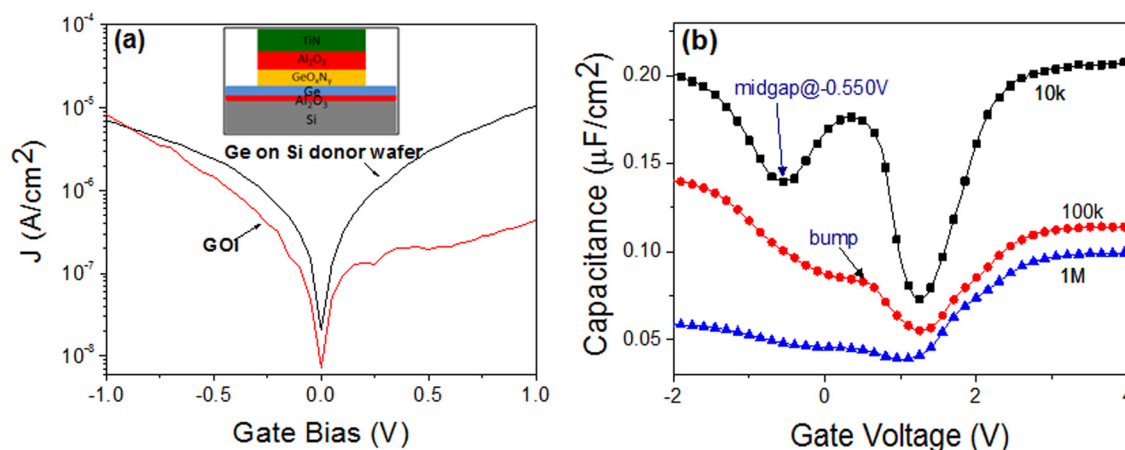 (a)
J (A/cm²)
10⁻⁴
10⁻⁵
10⁻⁶
10⁻⁷
10⁻⁸
TiN
Al₂O₃
GeOₓNᵧ
Ge
Al₂O₃
Si
Ge on Si donor wafer
GOI
-1.0 -0.5 0.0 0.5 1.0
Gate Bias (V)
(b)
Capacitance (μF/cm²)
0.20
0.15
0.10
0.05
midgap@-0.550V
10k
bump
100k
1M
-2 0 2 4
Gate Voltage (V)